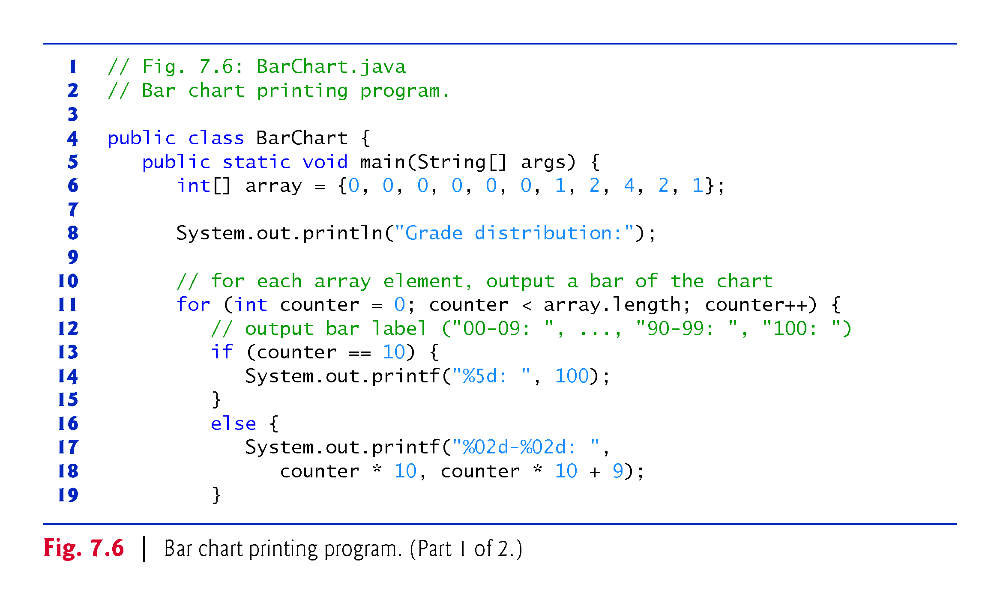 1 // Fig. 7.6: BarChart.java
2 // Bar chart printing program.
3
4 public class BarChart {
5    public static void main(String[] args) {
6       int[] array = {0, 0, 0, 0, 0, 0, 1, 2, 4, 2, 1};
7
8       System.out.println("Grade distribution:");
9
10       // for each array element, output a bar of the chart
11       for (int counter = 0; counter < array.length; counter++) {
12          // output bar label ("00-09: ", ..., "90-99: ", "100: ")
13          if (counter == 10) {
14             System.out.printf("%5d: ", 100);
15          }
16          else {
17             System.out.printf("%02d-%02d: ",
18                counter * 10, counter * 10 + 9);
19          }
Fig. 7.6 | Bar chart printing program. (Part 1 of 2.)